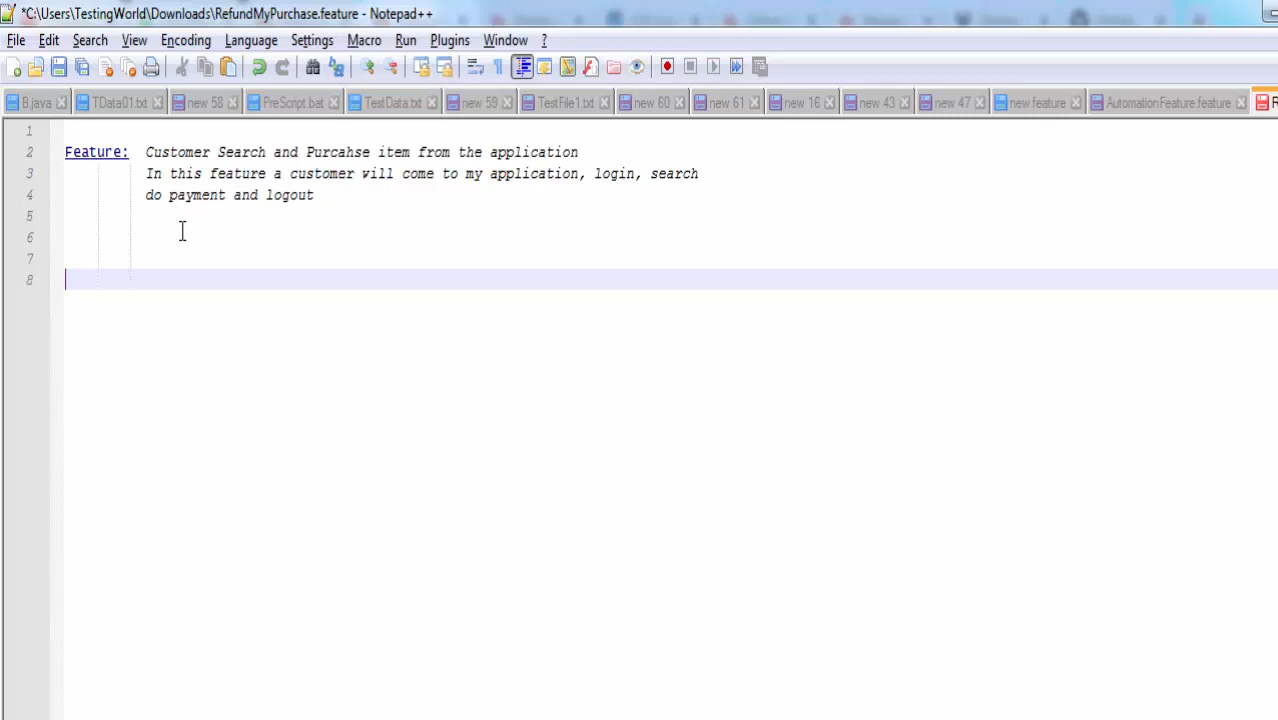 *C:\Users\TestingWorld\Downloads\RefundMyPurchase.feature - Notepad++
File Edit Search View Encoding Language Settings Macro Run Plugins Window ?
B.java TData01.txt new 58 PreScript.bat TestData.txt new 59 TestFile1.txt new 60 new 61 new 16 new 43 new 47 new.feature AutomationFeature.feature R
1
2 Feature: Customer Search and Purcahse item from the application
3 In this feature a customer will come to my application, login, search
4 do payment and logout
5
6
7
8